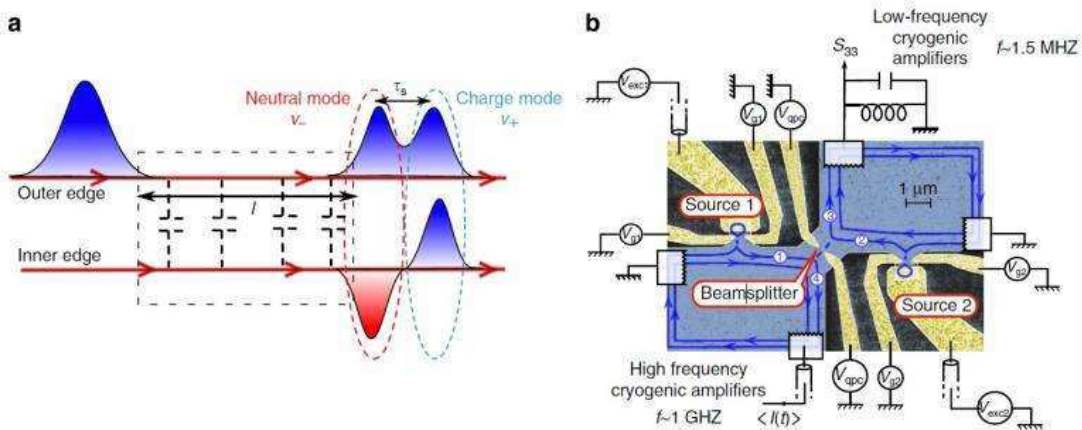 a
Neutral mode
v₋
τs
Charge mode
v₊
Outer edge
l
Inner edge
b
Low-frequency
cryogenic
amplifiers
f~1.5 MHZ
S33
Vexc1
Vg1
Vqpc
Source 1
1 µm
3
2
Vg1
1
4
Vg2
Beamsplitter
Source 2
High frequency
cryogenic amplifiers
f~1 GHZ
<I(t)>
Vqpc
Vg2
Vexc2